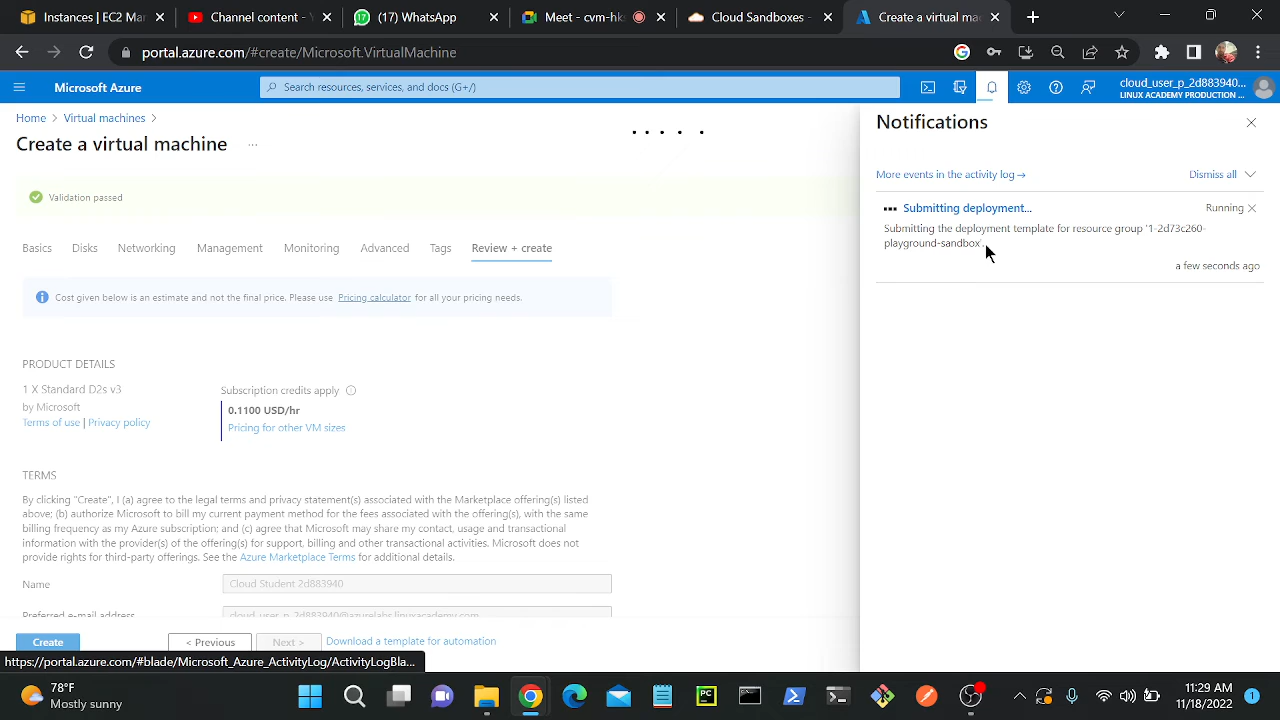 Instances | EC2 Mar
Channel content - Y
(17) WhatsApp
Meet - cvm-hks
Cloud Sandboxes -
Create a virtual ma
portal.azure.com/#create/Microsoft.VirtualMachine
Microsoft Azure
Search resources, services, and docs (G+/)
cloud_user_p_2d883940...
LINUX ACADEMY PRODUCTION ...
Home > Virtual machines >
Create a virtual machine ...
Validation passed
Basics Disks Networking Management Monitoring Advanced Tags Review + create
Cost given below is an estimate and not the final price. Please use Pricing calculator for all your pricing needs.
PRODUCT DETAILS
1 X Standard D2s v3
by Microsoft
Terms of use | Privacy policy
Subscription credits apply
0.1100 USD/hr
Pricing for other VM sizes
TERMS
By clicking "Create", I (a) agree to the legal terms and privacy statement(s) associated with the Marketplace offering(s) listed
above; (b) authorize Microsoft to bill my current payment method for the fees associated with the offering(s), with the same
billing frequency as my Azure subscription; and (c) agree that Microsoft may share my contact, usage and transactional
information with the provider(s) of the offering(s) for support, billing and other transactional activities. Microsoft does not
provide rights for third-party offerings. See the Azure Marketplace Terms for additional details.
Name
Cloud Student 2d883940
Preferred e-mail address
cloud_user_p_2d883940@azurelabs.linuxacademy.com
Create
< Previous
Next >
Download a template for automation
https://portal.azure.com/#blade/Microsoft_Azure_ActivityLog/ActivityLogBla...
Notifications
More events in the activity log →
Dismiss all
Submitting deployment...
Running
Submitting the deployment template for resource group '1-2d73c260-
playground-sandbox'.
a few seconds ago
78°F
Mostly sunny
PC
11:29 AM
11/18/2022
1